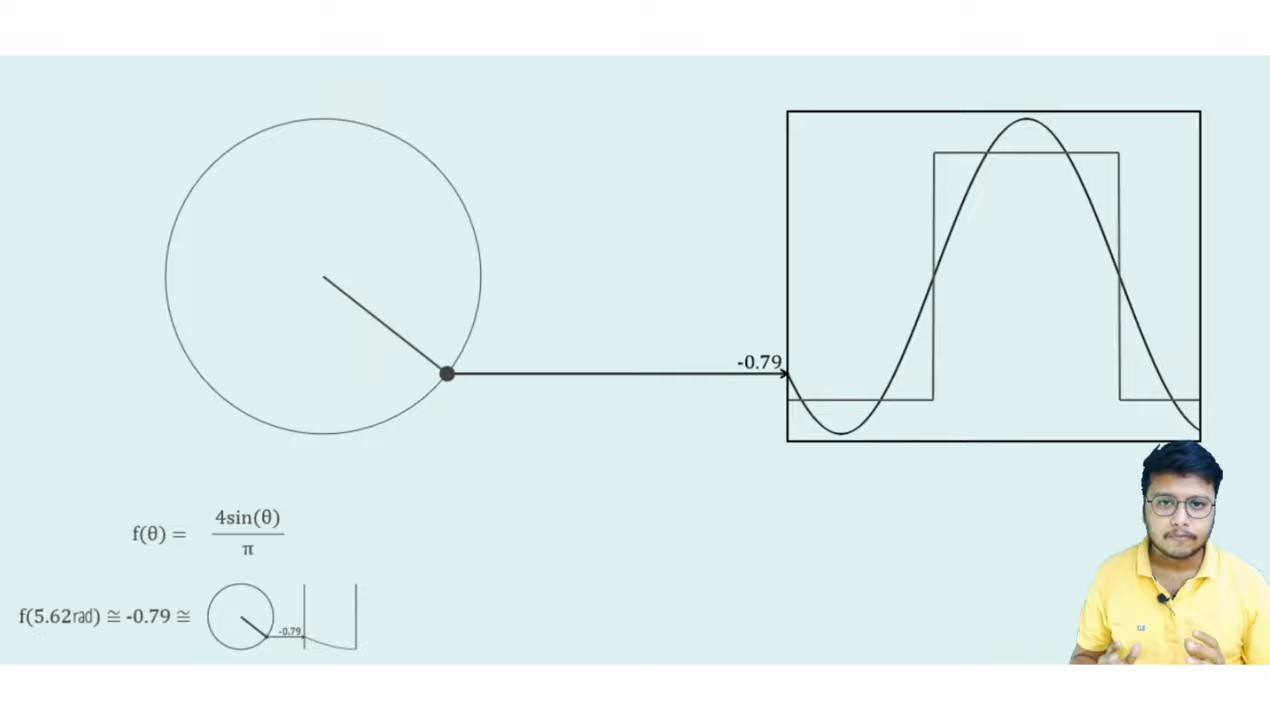 -0.79
f(θ) = 4sin(θ)
π
f(5.62rad) ≅ -0.79 ≅
-0.79